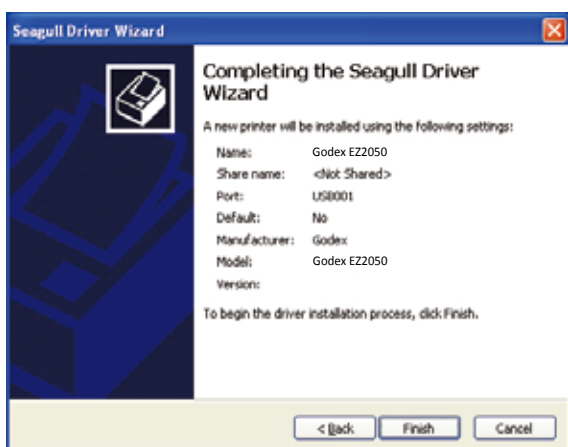 Seagull Driver Wizard
Completing the Seagull Driver
Wizard
A new printer will be installed using the following settings:
Name: Godex EZ2050
Share name: <Not Shared>
Port: USB001
Default: No
Manufacturer: Godex
Model: Godex EZ2050
Version:
To begin the driver installation process, click Finish.
< Back Finish Cancel